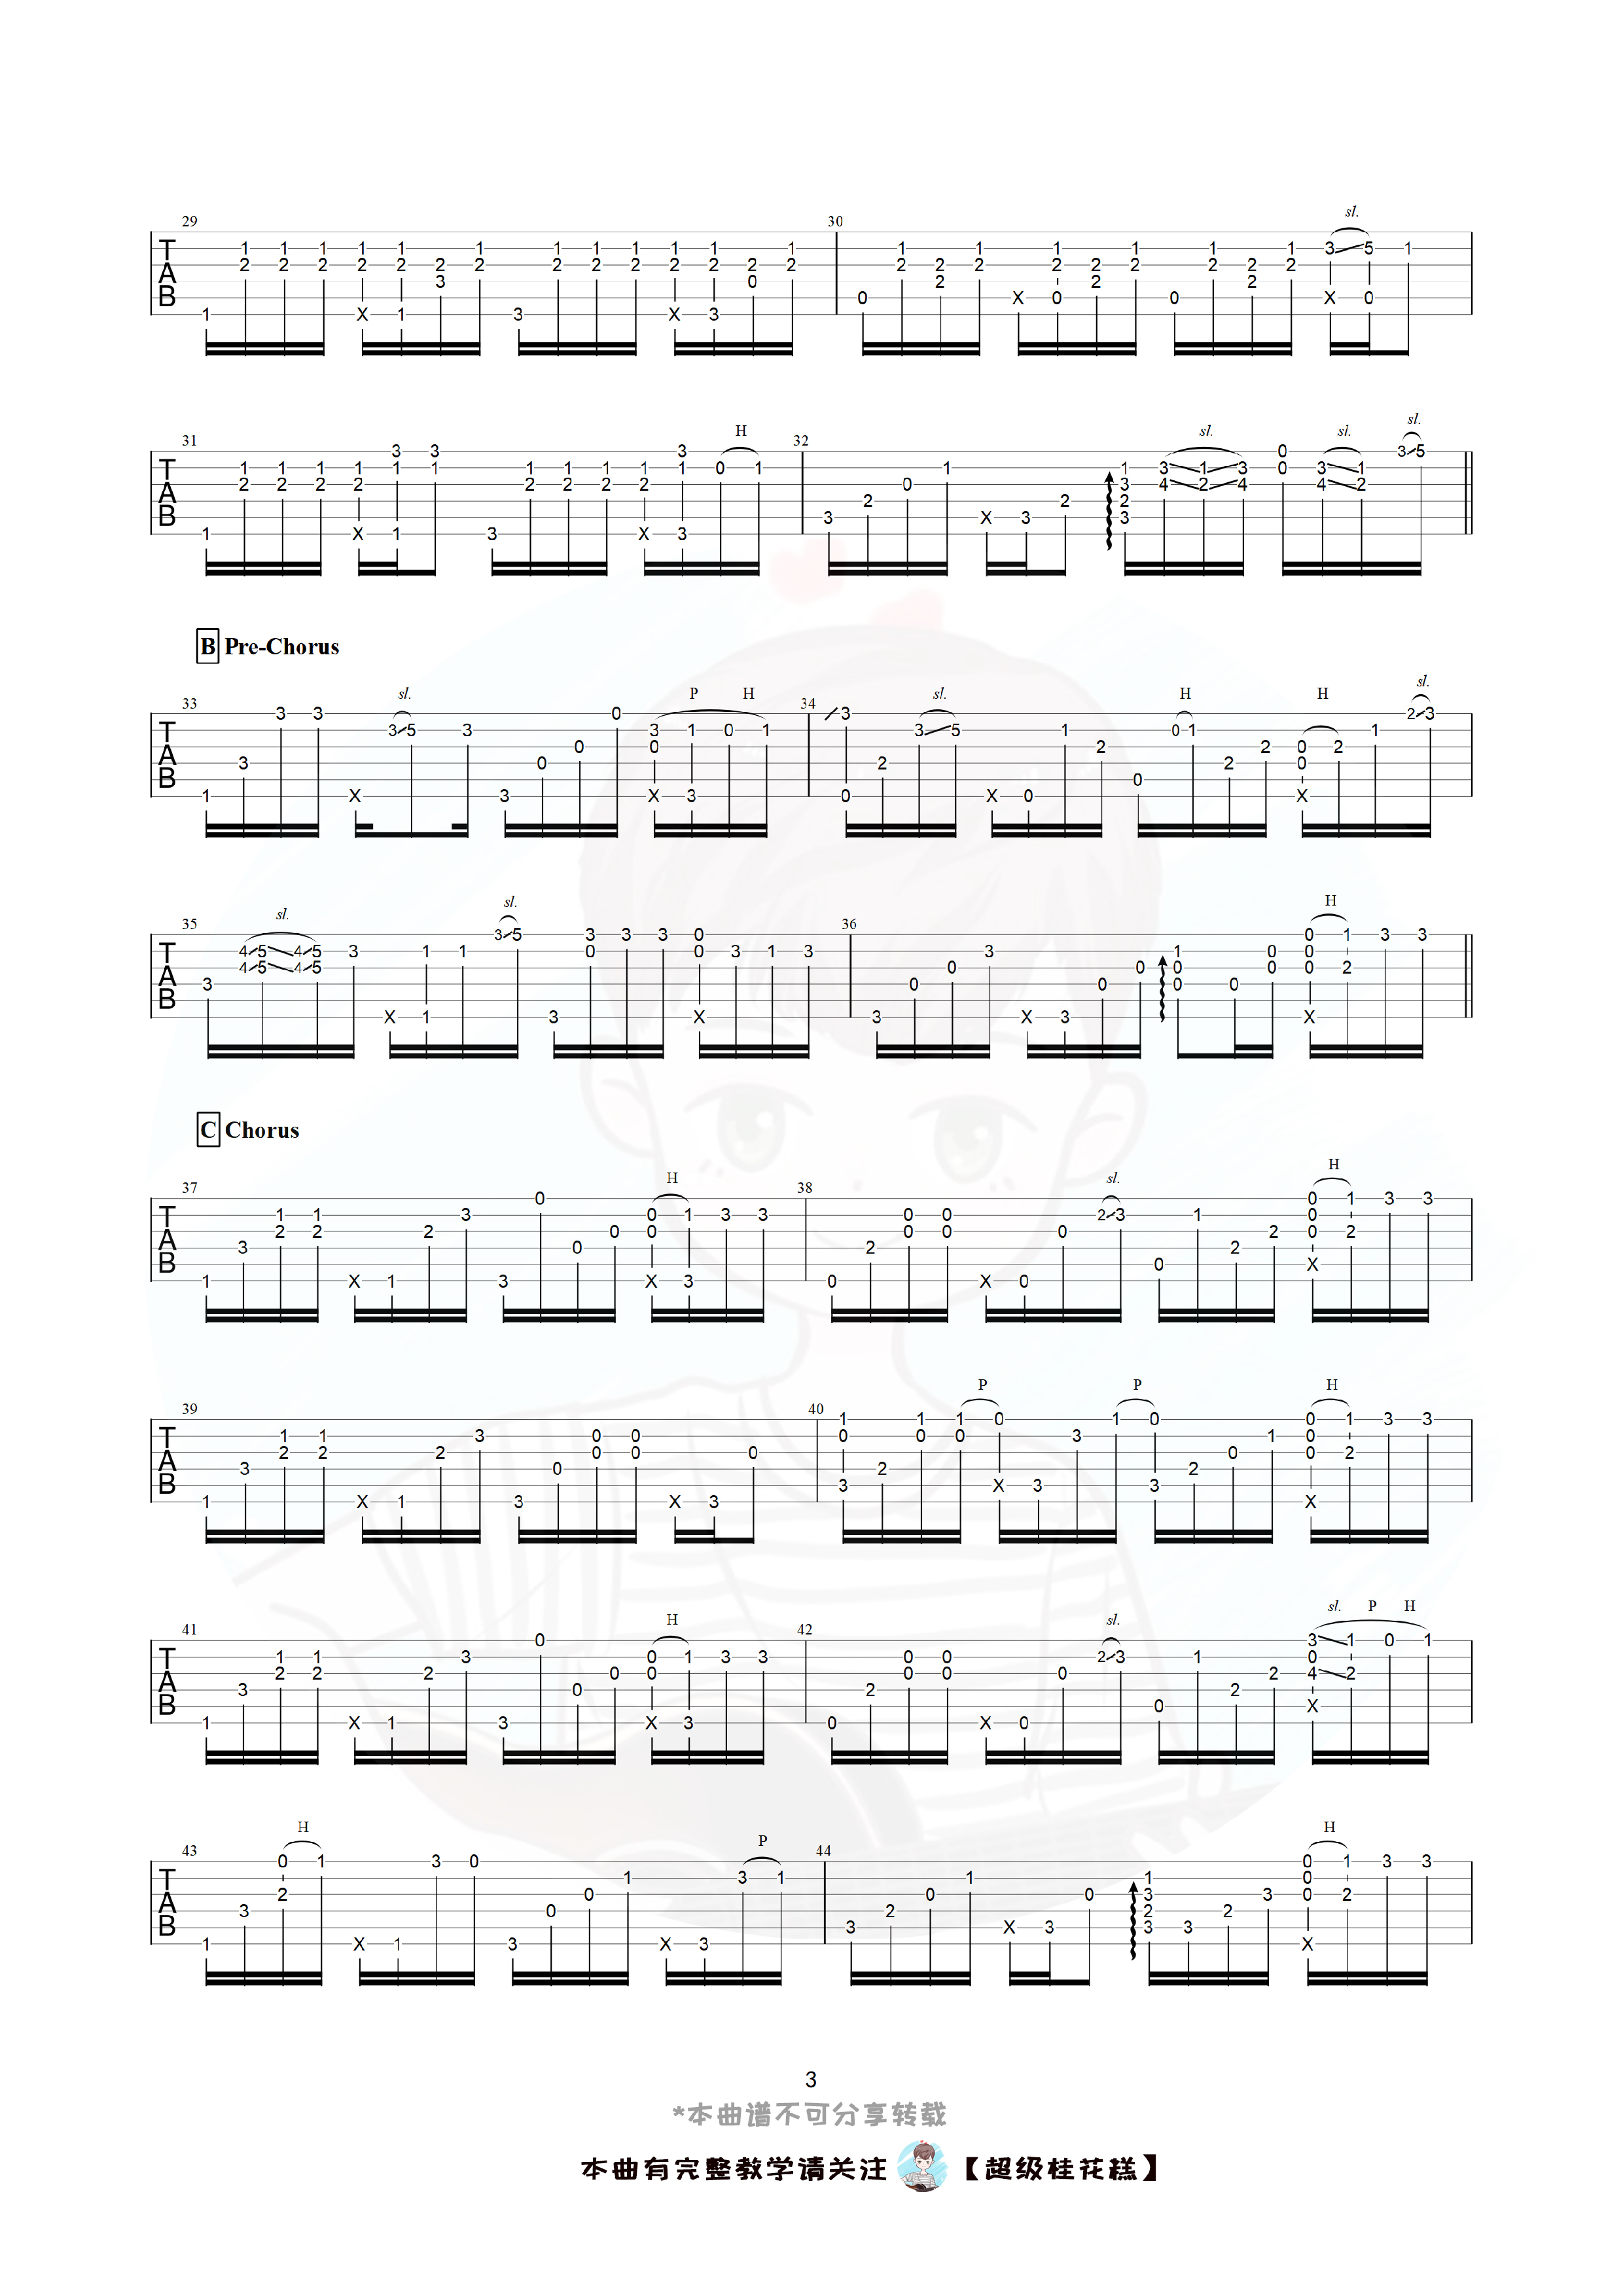 29 30
sl.
31 32
H sl. sl. sl.
B Pre-Chorus
33 34
sl. P H sl. H H sl.
35 36
sl. sl. H
C Chorus
37 38
H sl. H
39 40
P P H
41 42
H sl. sl. P H
43 44
H P H
3
*本曲谱不可分享转载
本曲有完整教学请关注【超级桂花糕】